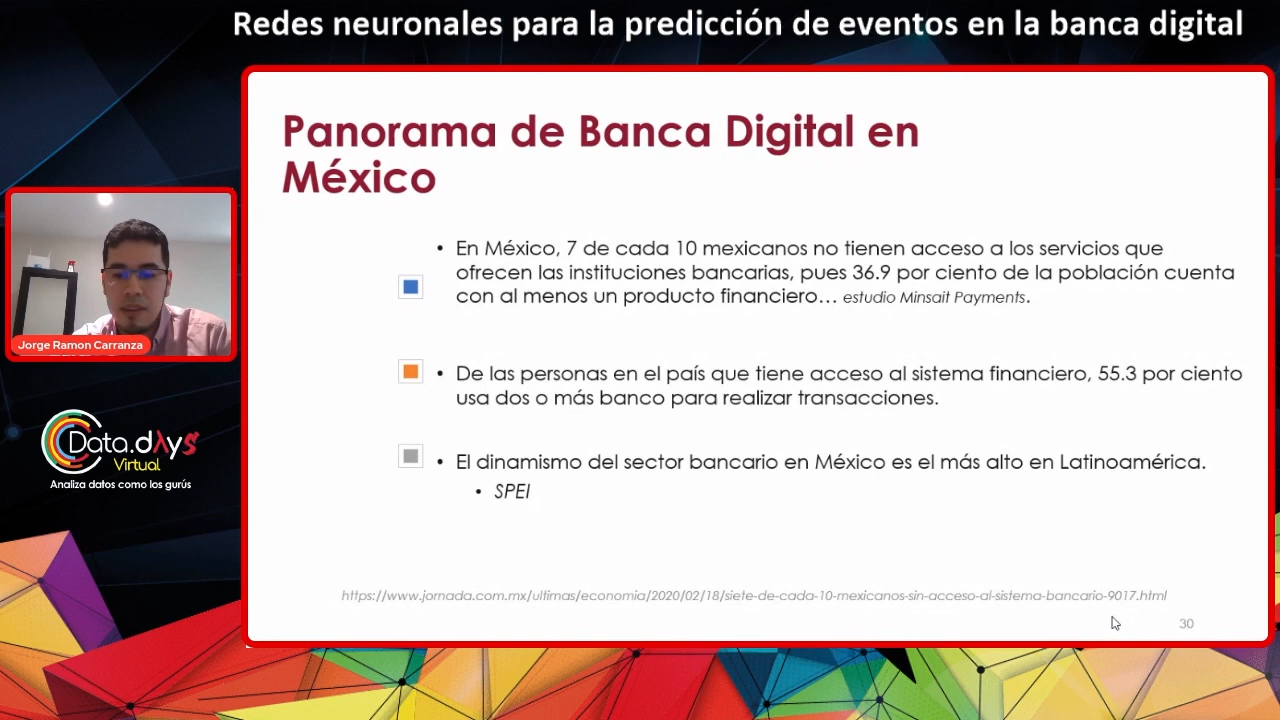 Redes neuronales para la predicción de eventos en la banca digital
Panorama de Banca Digital en
México
• En México, 7 de cada 10 mexicanos no tienen acceso a los servicios que
ofrecen las instituciones bancarias, pues 36.9 por ciento de la población cuenta
con al menos un producto financiero... estudio Minsait Payments.
• De las personas en el país que tiene acceso al sistema financiero, 55.3 por ciento
usa dos o más banco para realizar transacciones.
• El dinamismo del sector bancario en México es el más alto en Latinoamérica.
• SPEI
https://www.jornada.com.mx/ultimas/economia/2020/02/18/siete-de-cada-10-mexicanos-sin-acceso-al-sistema-bancario-9017.html
30
Jorge Ramon Carranza
Data.dAys
Virtual
Analiza datos como los gurús